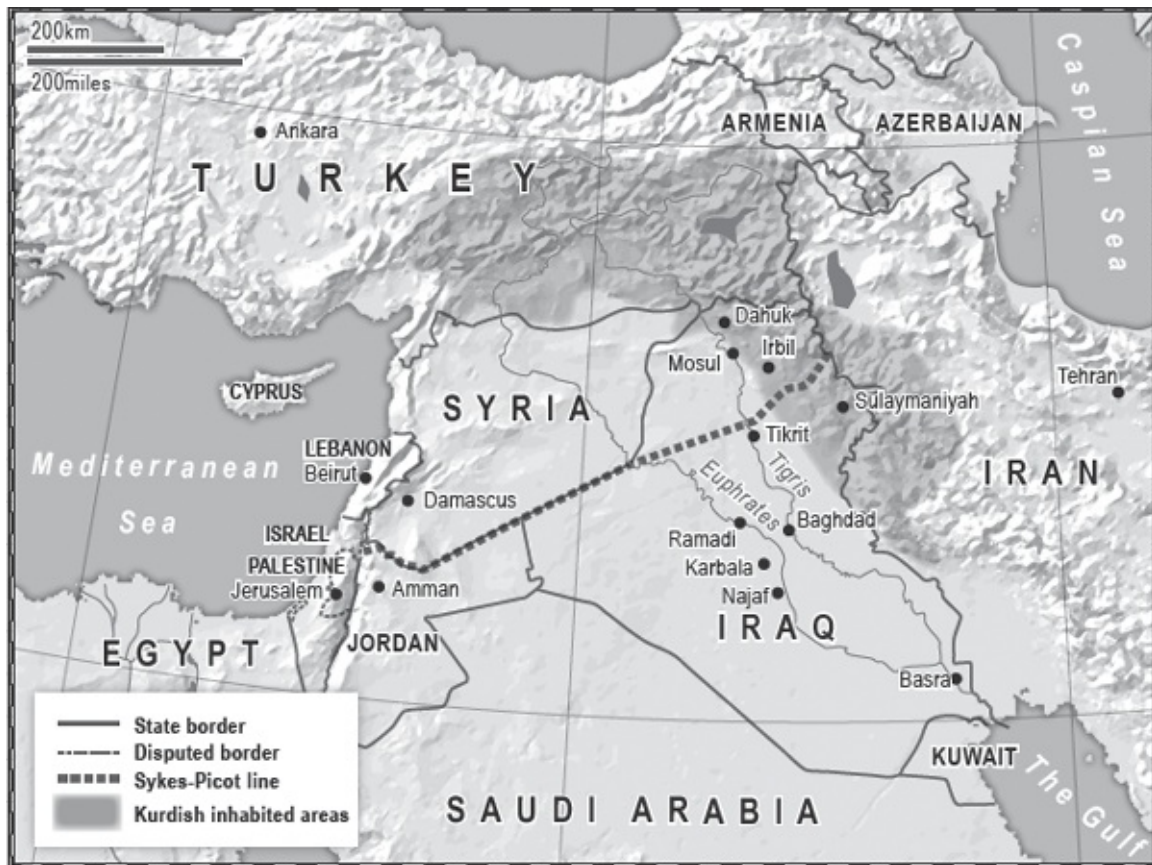 200km
200miles
Ankara
TURKEY
ARMENIA
AZERBAIJAN
Caspian Sea
Dahuk
Mosul
Irbil
Sulaymaniyah
Tehran
CYPRUS
SYRIA
Tikrit
LEBANON
Beirut
Mediterranean
Sea
Damascus
Euphrates
Tigris
IRAN
ISRAEL
PALESTINE
Jerusalem
Amman
Ramadi
Baghdad
Karbala
Najaf
IRAQ
EGYPT
JORDAN
Basra
KUWAIT
The Gulf
SAUDI ARABIA
State border
Disputed border
Sykes-Picot line
Kurdish inhabited areas